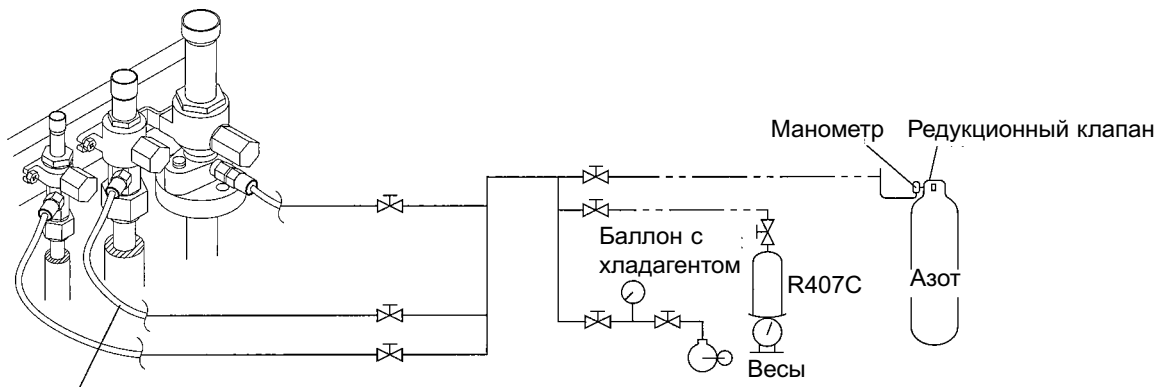 Манометр
Редукционный клапан
Баллон с
хладагентом
R407C
Азот
Весы